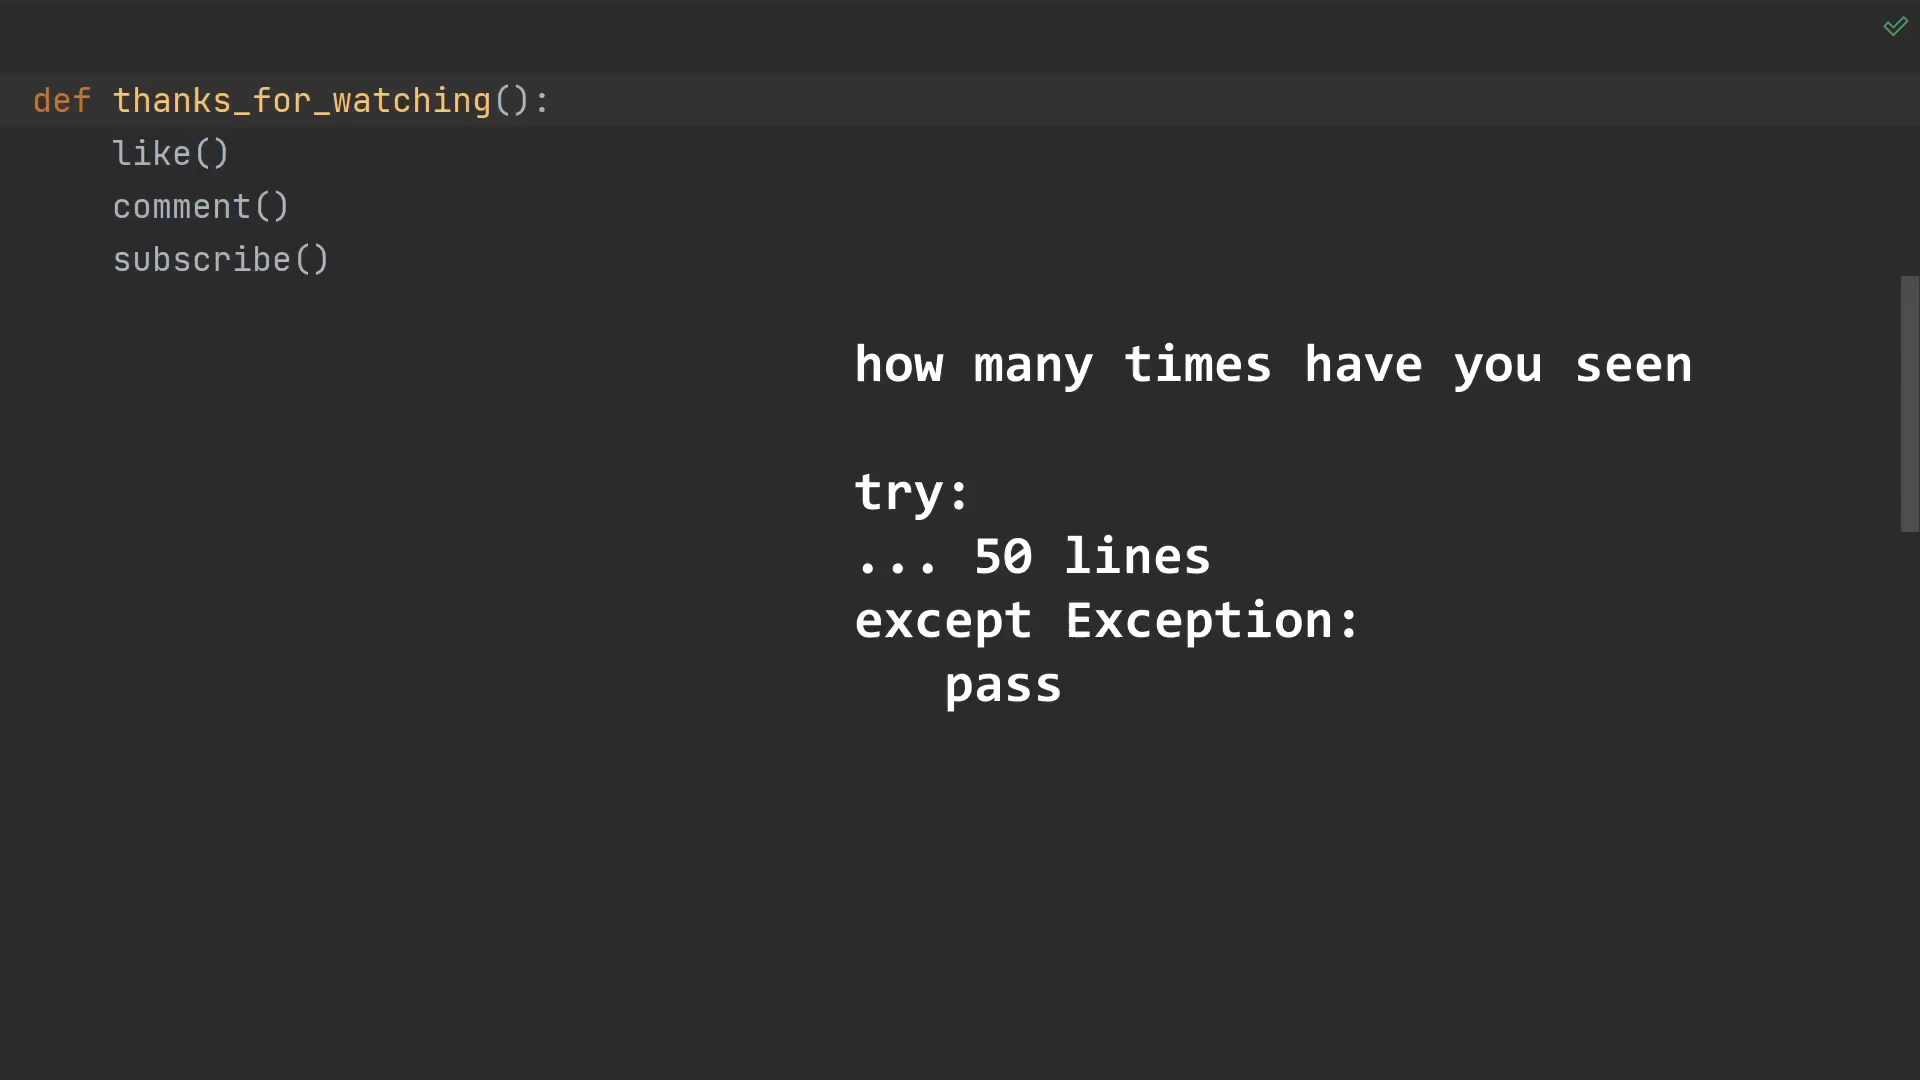 def thanks_for_watching():
    like()
    comment()
    subscribe()
how many times have you seen
try:
... 50 lines
except Exception:
   pass